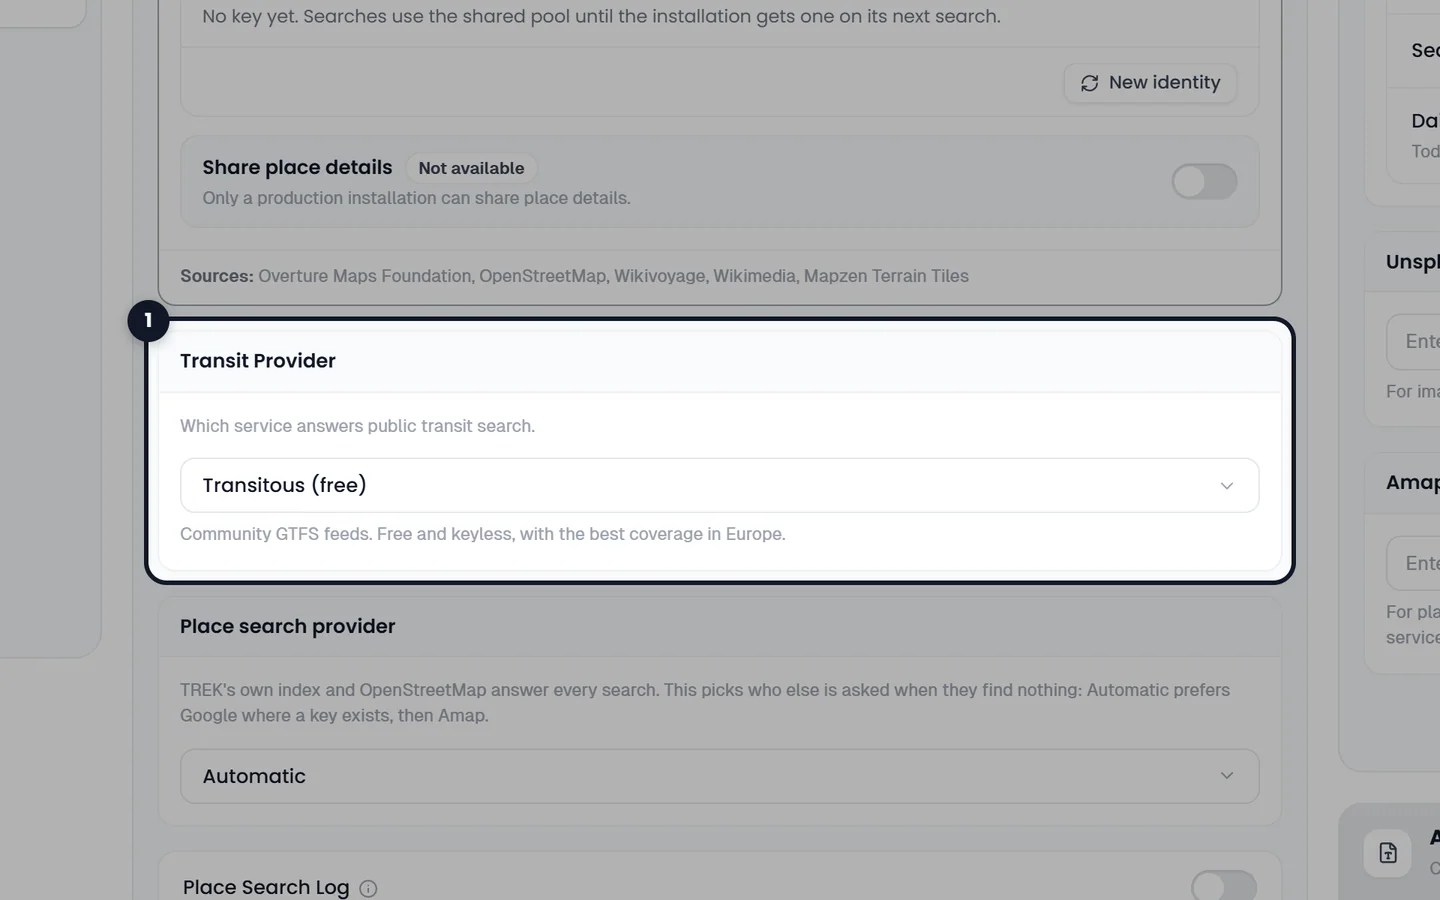 No key yet. Searches use the shared pool until the installation gets one on its next search.
New identity
Share place details
Not available
Only a production installation can share place details.
Sources: Overture Maps Foundation, OpenStreetMap, Wikivoyage, Wikimedia, Mapzen Terrain Tiles
1
Transit Provider
Which service answers public transit search.
Transitous (free)
Community GTFS feeds. Free and keyless, with the best coverage in Europe.
Place search provider
TREK's own index and OpenStreetMap answer every search. This picks who else is asked when they find nothing: Automatic prefers
Google where a key exists, then Amap.
Automatic
Place Search Log
For
service